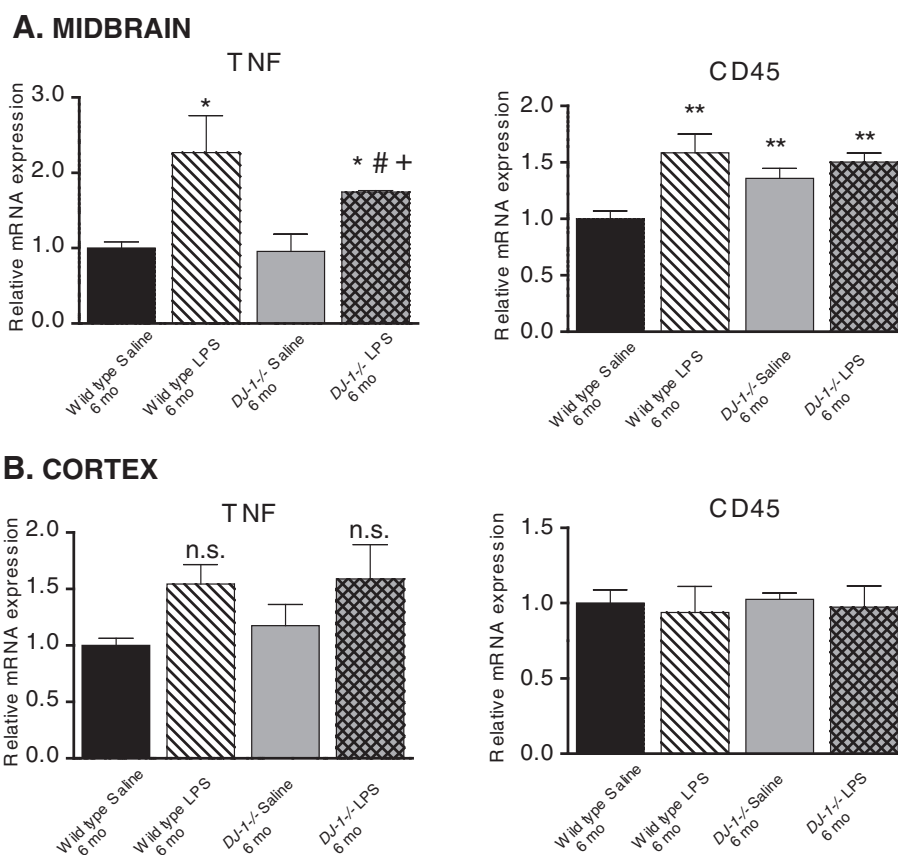 A. MIDBRAIN
TNF
Relative mRNA expression
3.0
2.0
1.0
0.0
*
* # +
Wild type Saline
6 mo
Wild type LPS
6 mo
DJ-1-/- Saline
6 mo
DJ-1-/- LPS
6 mo
CD45
Relative mRNA expression
2.0
1.5
1.0
0.5
0.0
**
**
**
Wild type Saline
6 mo
Wild type LPS
6 mo
DJ-1-/- Saline
6 mo
DJ-1-/- LPS
6 mo
B. CORTEX
TNF
Relative mRNA expression
2.0
1.5
1.0
0.5
0.0
n.s.
n.s.
Wild type Saline
6 mo
Wild type LPS
6 mo
DJ-1-/- Saline
6 mo
DJ-1-/- LPS
6 mo
CD45
Relative mRNA expression
1.5
1.0
0.5
0.0
Wild type Saline
6 mo
Wild type LPS
6 mo
DJ-1-/- Saline
6 mo
DJ-1-/- LPS
6 mo